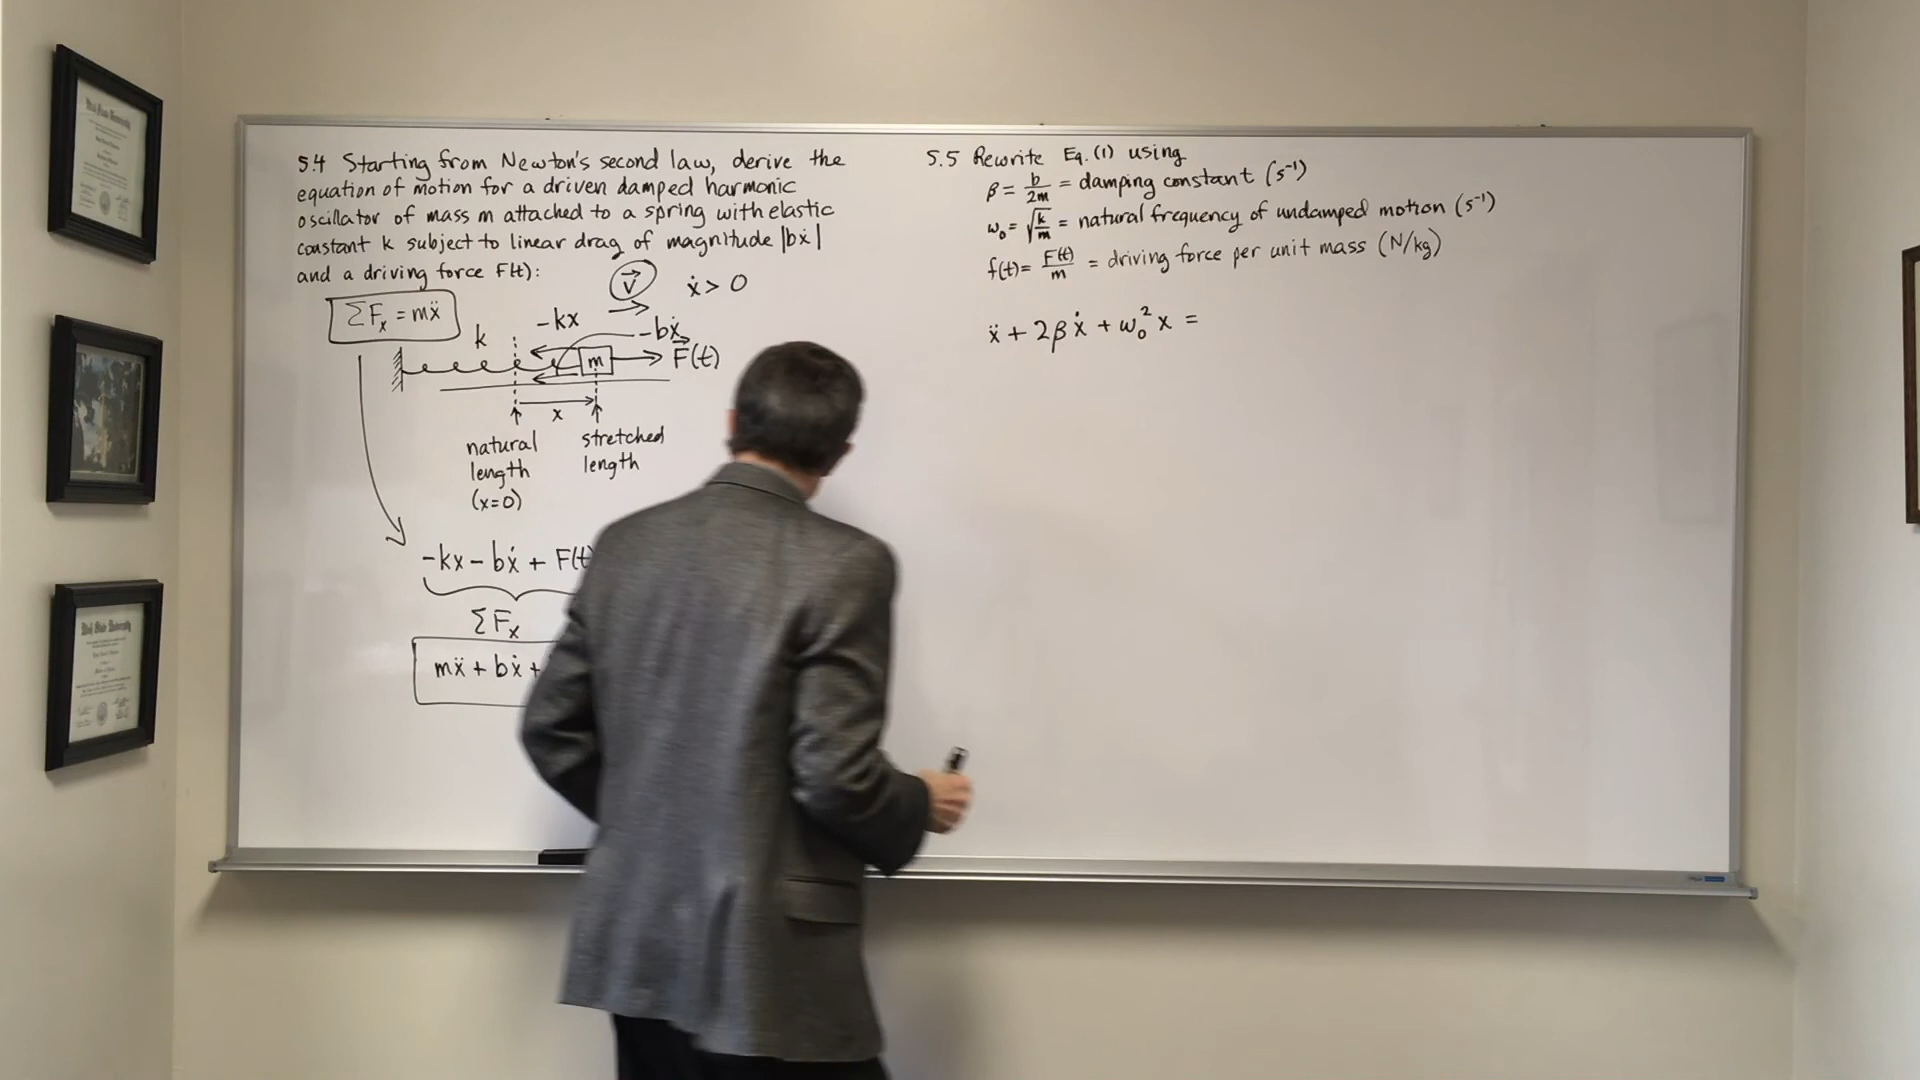 5.4 Starting from Newton's second law, derive the
equation of motion for a driven damped harmonic
oscillator of mass m attached to a spring with elastic
constant k subject to linear drag of magnitude |bẋ|
and a driving force F(t):
ΣFₓ = mẍ
v⃗ ẋ > 0
k -kx -bẋ
m F⃗(t)
x
natural
length
(x=0)
stretched
length
-kx - bẋ + F(t
ΣFₓ
mẍ + bẋ +
5.5 Rewrite Eq. (1) using
β = b/2m = damping constant (s⁻¹)
ω₀ = √(k/m) = natural frequency of undamped motion (s⁻¹)
f(t) = F(t)/m = driving force per unit mass (N/kg)
ẍ + 2βẋ + ω₀²x =